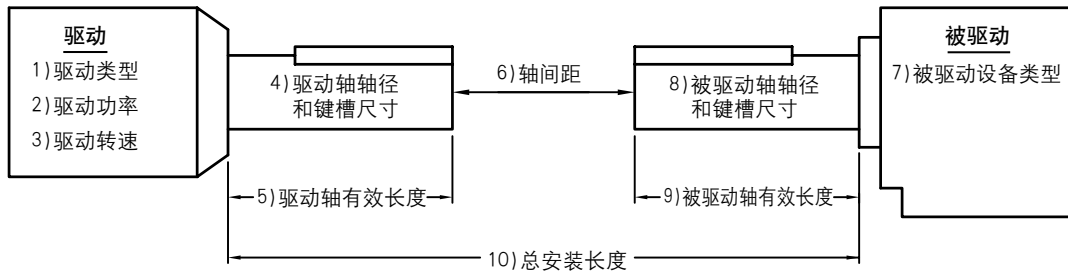 驱动
1)驱动类型
2)驱动功率
3)驱动转速
4)驱动轴轴径
和键槽尺寸
6)轴间距
8)被驱动轴轴径
和键槽尺寸
被驱动
7)被驱动设备类型
5)驱动轴有效长度
9)被驱动轴有效长度
10)总安装长度